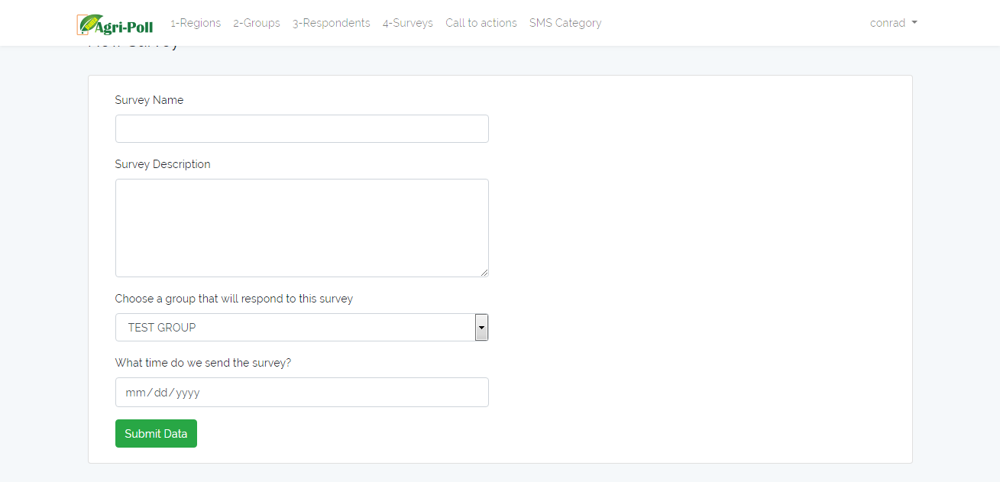 Agri-Poll 1-Regions 2-Groups 3-Respondents 4-Surveys Call to actions SMS Category conrad
Survey
Survey Name
Survey Description
Choose a group that will respond to this survey
TEST GROUP
What time do we send the survey?
mm/dd/yyyy
Submit Data